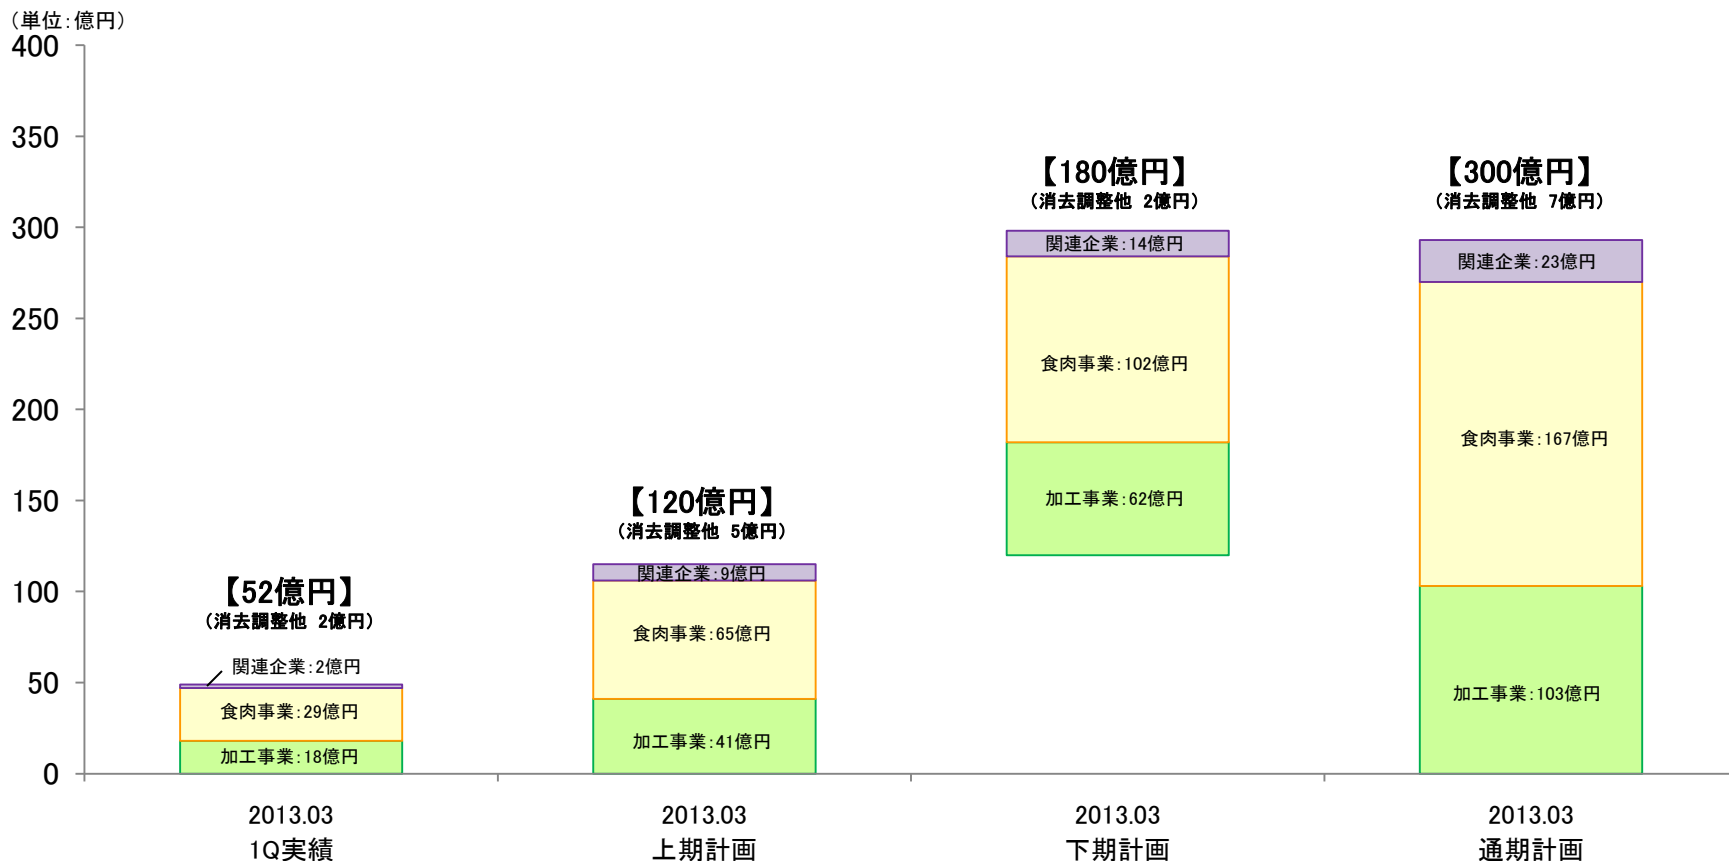 （単位：億円）
400
350
300
250
200
150
100
50
0
【52億円】
（消去調整他 2億円）
関連企業：2億円
食肉事業：29億円
加工事業：18億円
【120億円】
（消去調整他 5億円）
関連企業：9億円
食肉事業：65億円
加工事業：41億円
【180億円】
（消去調整他 2億円）
関連企業：14億円
食肉事業：102億円
加工事業：62億円
【300億円】
（消去調整他 7億円）
関連企業：23億円
食肉事業：167億円
加工事業：103億円
2013.03
1Q実績
2013.03
上期計画
2013.03
下期計画
2013.03
通期計画